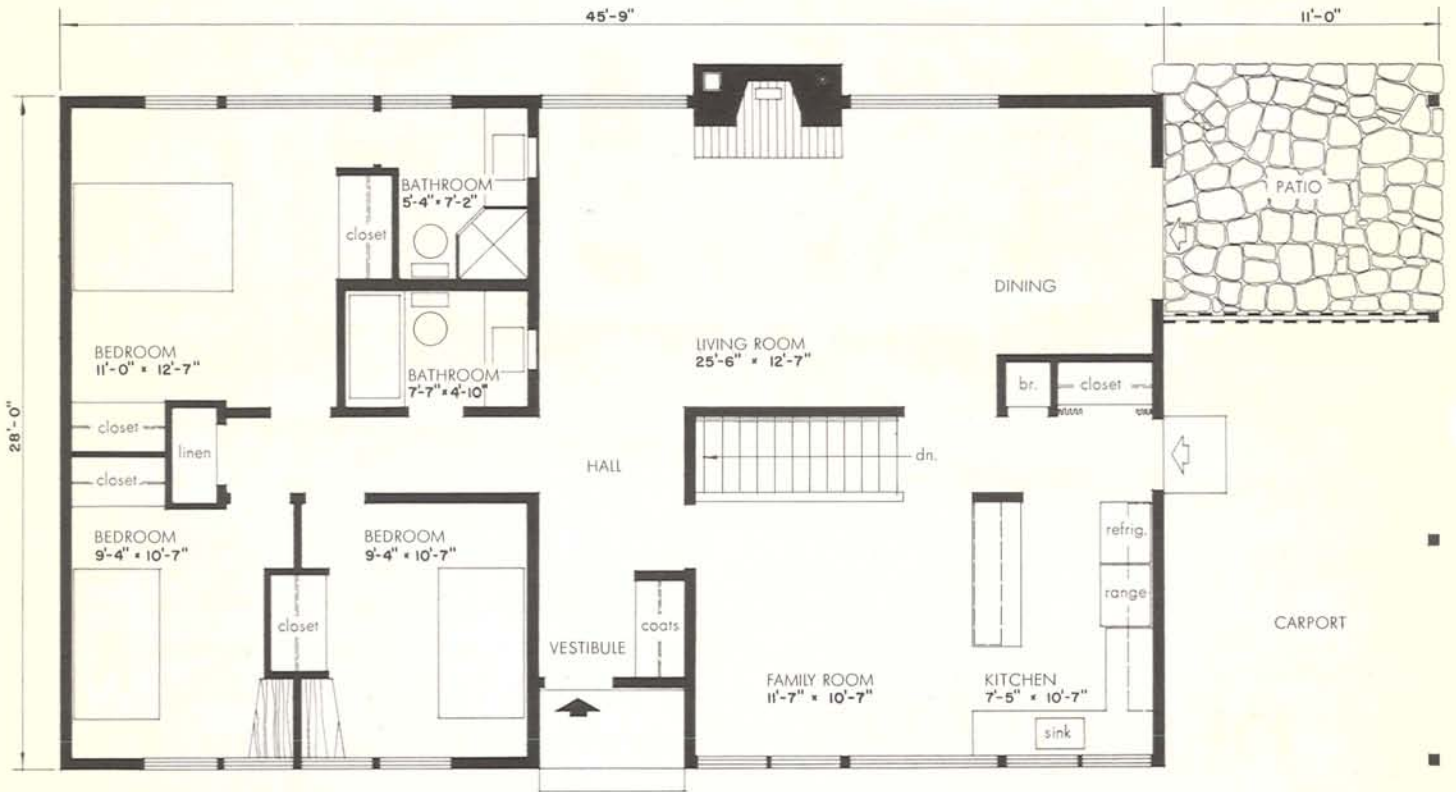 45'-9"
11'-0"
28'-0"
BATHROOM
5'-4" × 7'-2"
closet
PATIO
DINING
BEDROOM
11'-0" × 12'-7"
LIVING ROOM
25'-6" × 12'-7"
BATHROOM
7'-7" × 4'-10"
br.
closet
closet
linen
closet
HALL
dn.
BEDROOM
9'-4" × 10'-7"
BEDROOM
9'-4" × 10'-7"
refrig.
range
closet
coats
CARPORT
VESTIBULE
FAMILY ROOM
11'-7" × 10'-7"
KITCHEN
7'-5" × 10'-7"
sink